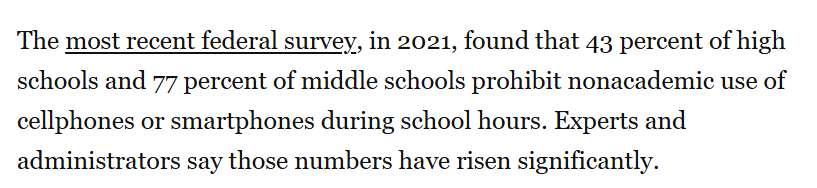 The most recent federal survey, in 2021, found that 43 percent of high
schools and 77 percent of middle schools prohibit nonacademic use of
cellphones or smartphones during school hours. Experts and
administrators say those numbers have risen significantly.